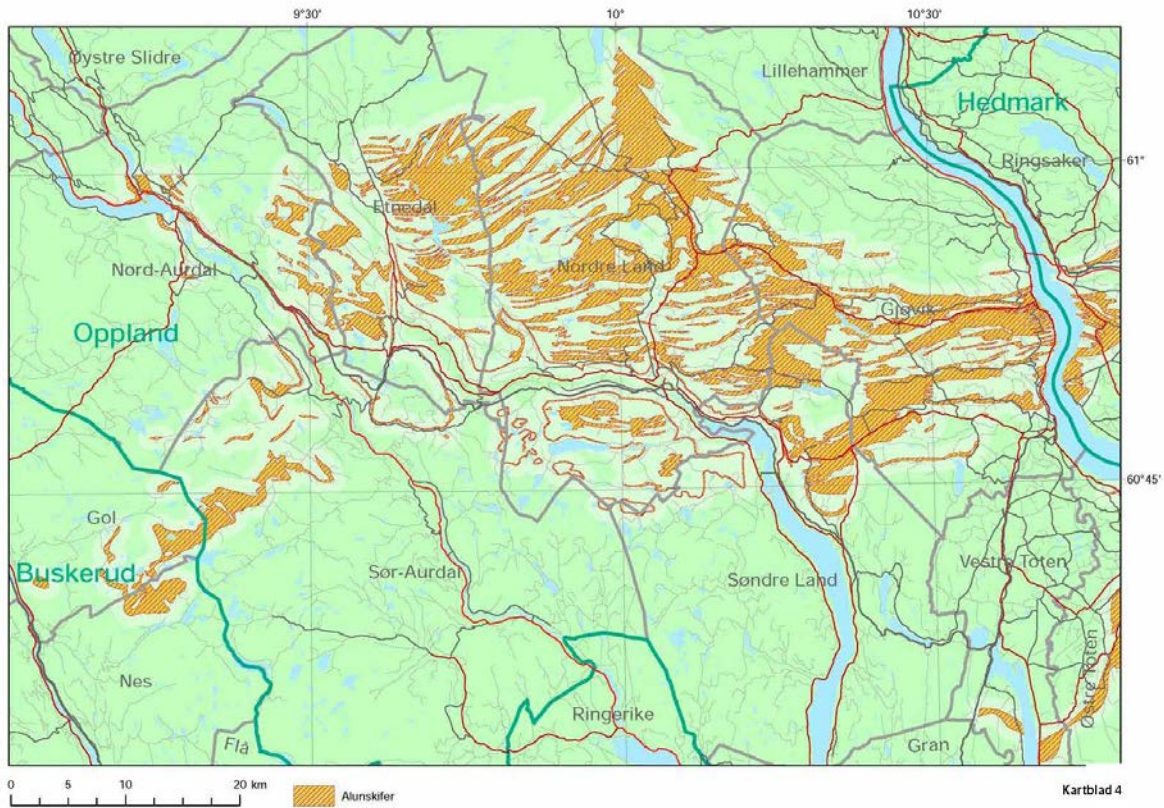 9°30' 10° 10°30'
Øystre Slidre
Lillehammer
Hedmark
Ringsaker
61°
Etnedal
Nord-Aurdal
Nordre Land
Gjøvik
Oppland
60°45'
Gol
Buskerud
Sør-Aurdal
Søndre Land
Vestre Toten
Østre Toten
Nes
Ringerike
Flå
Gran
0 5 10 20 km
Alunskifer
Kartblad 4